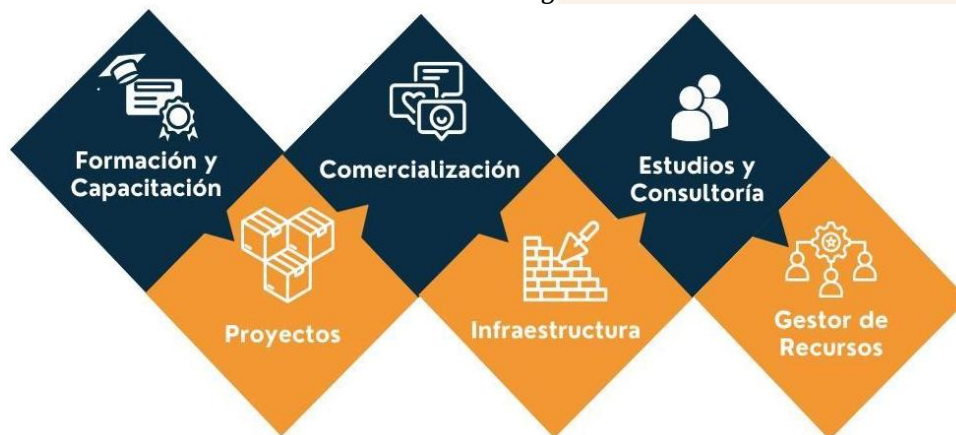 g
Formación y
Capacitación
Comercialización
Estudios y
Consultoría
Proyectos
Infraestructura
Gestor de
Recursos